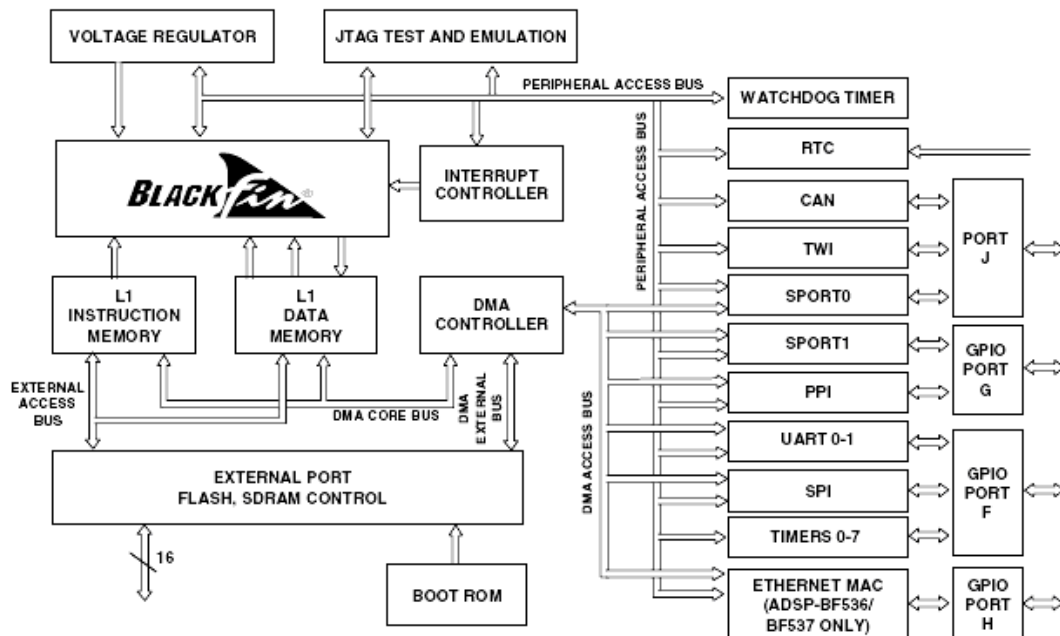 VOLTAGE REGULATOR
JTAG TEST AND EMULATION
PERIPHERAL ACCESS BUS
WATCHDOG TIMER
RTC
BLACKfin®
INTERRUPT
CONTROLLER
PERIPHERAL ACCESS BUS
CAN
TWI
SPORT0
PORT
J
L1
INSTRUCTION
MEMORY
L1
DATA
MEMORY
DMA
CONTROLLER
SPORT1
PPI
GPIO
PORT
G
EXTERNAL
ACCESS
BUS
DMA CORE BUS
DMA
EXTERNAL
BUS
DMA ACCESS BUS
UART 0-1
SPI
TIMERS 0-7
GPIO
PORT
F
EXTERNAL PORT
FLASH, SDRAM CONTROL
16
BOOT ROM
ETHERNET MAC
(ADSP-BF536/
BF537 ONLY)
GPIO
PORT
H